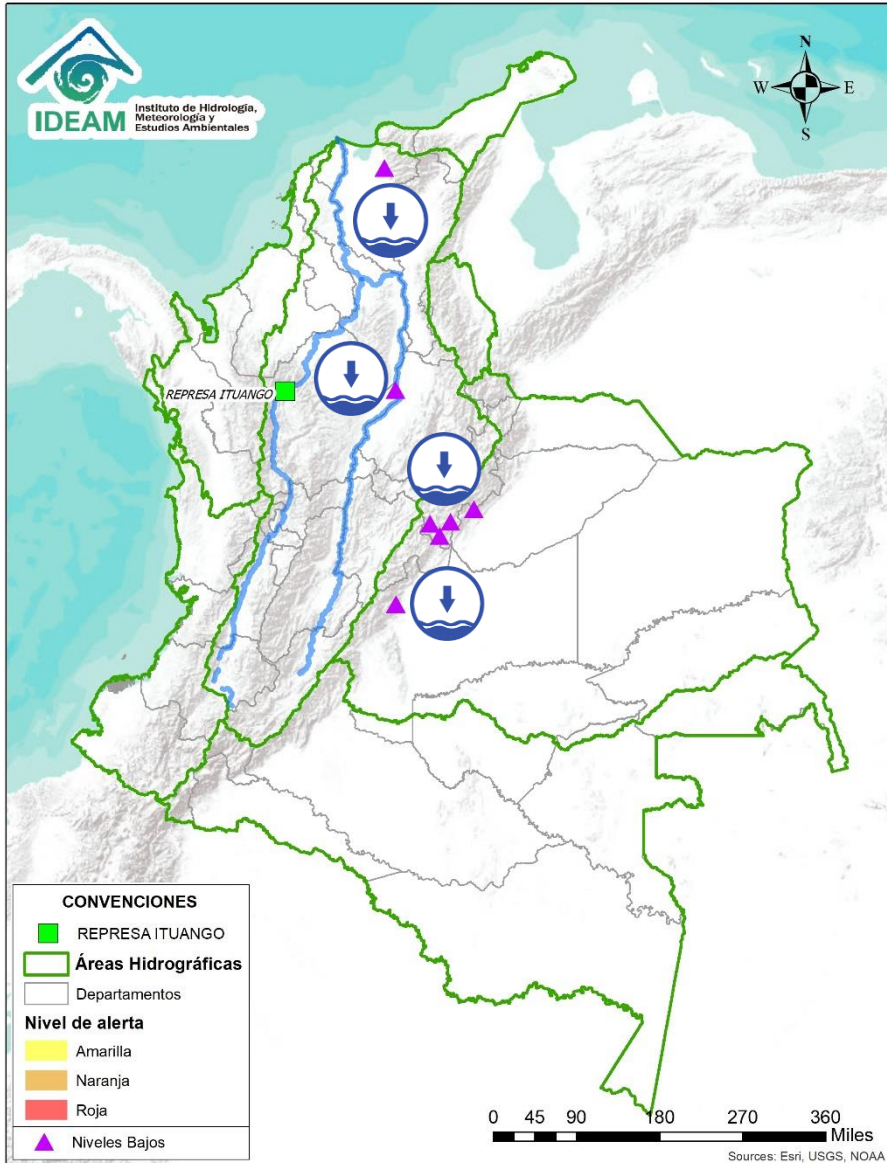 IDEAM
Instituto de Hidrología,
Meteorología y
Estudios Ambientales
N
W
E
S
REPRESA ITUANGO
CONVENCIONES
REPRESA ITUANGO
Áreas Hidrográficas
Departamentos
Nivel de alerta
Amarilla
Naranja
Roja
Niveles Bajos
0 45 90 180 270 360
Miles
Sources: Esri, USGS, NOAA